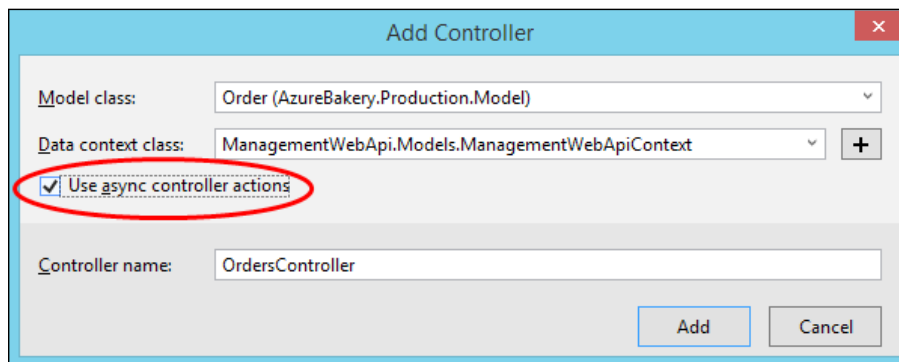 Add Controller
Model class: Order (AzureBakery.Production.Model)
Data context class: ManagementWebApi.Models.ManagementWebApiContext +
Use async controller actions
Controller name: OrdersController
Add Cancel